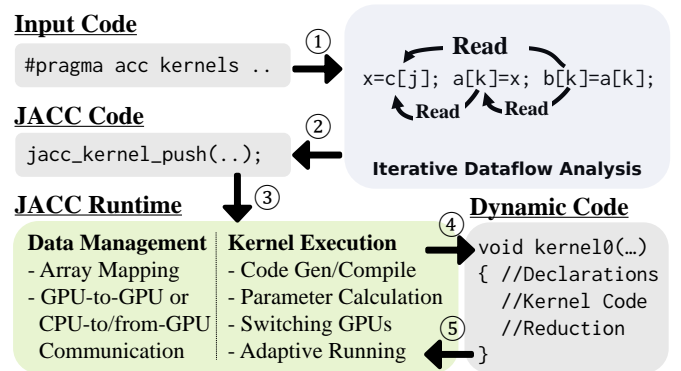 Input Code
#pragma acc kernels ..
①
Read
x=c[j]; a[k]=x; b[k]=a[k];
Read Read
Iterative Dataflow Analysis
JACC Code
②
jacc_kernel_push(..);
③
JACC Runtime
Data Management
- Array Mapping
- GPU-to-GPU or
CPU-to/from-GPU
Communication
Kernel Execution
- Code Gen/Compile
- Parameter Calculation
- Switching GPUs
- Adaptive Running
④
⑤
Dynamic Code
void kernel0(…)
{ //Declarations
//Kernel Code
//Reduction
}